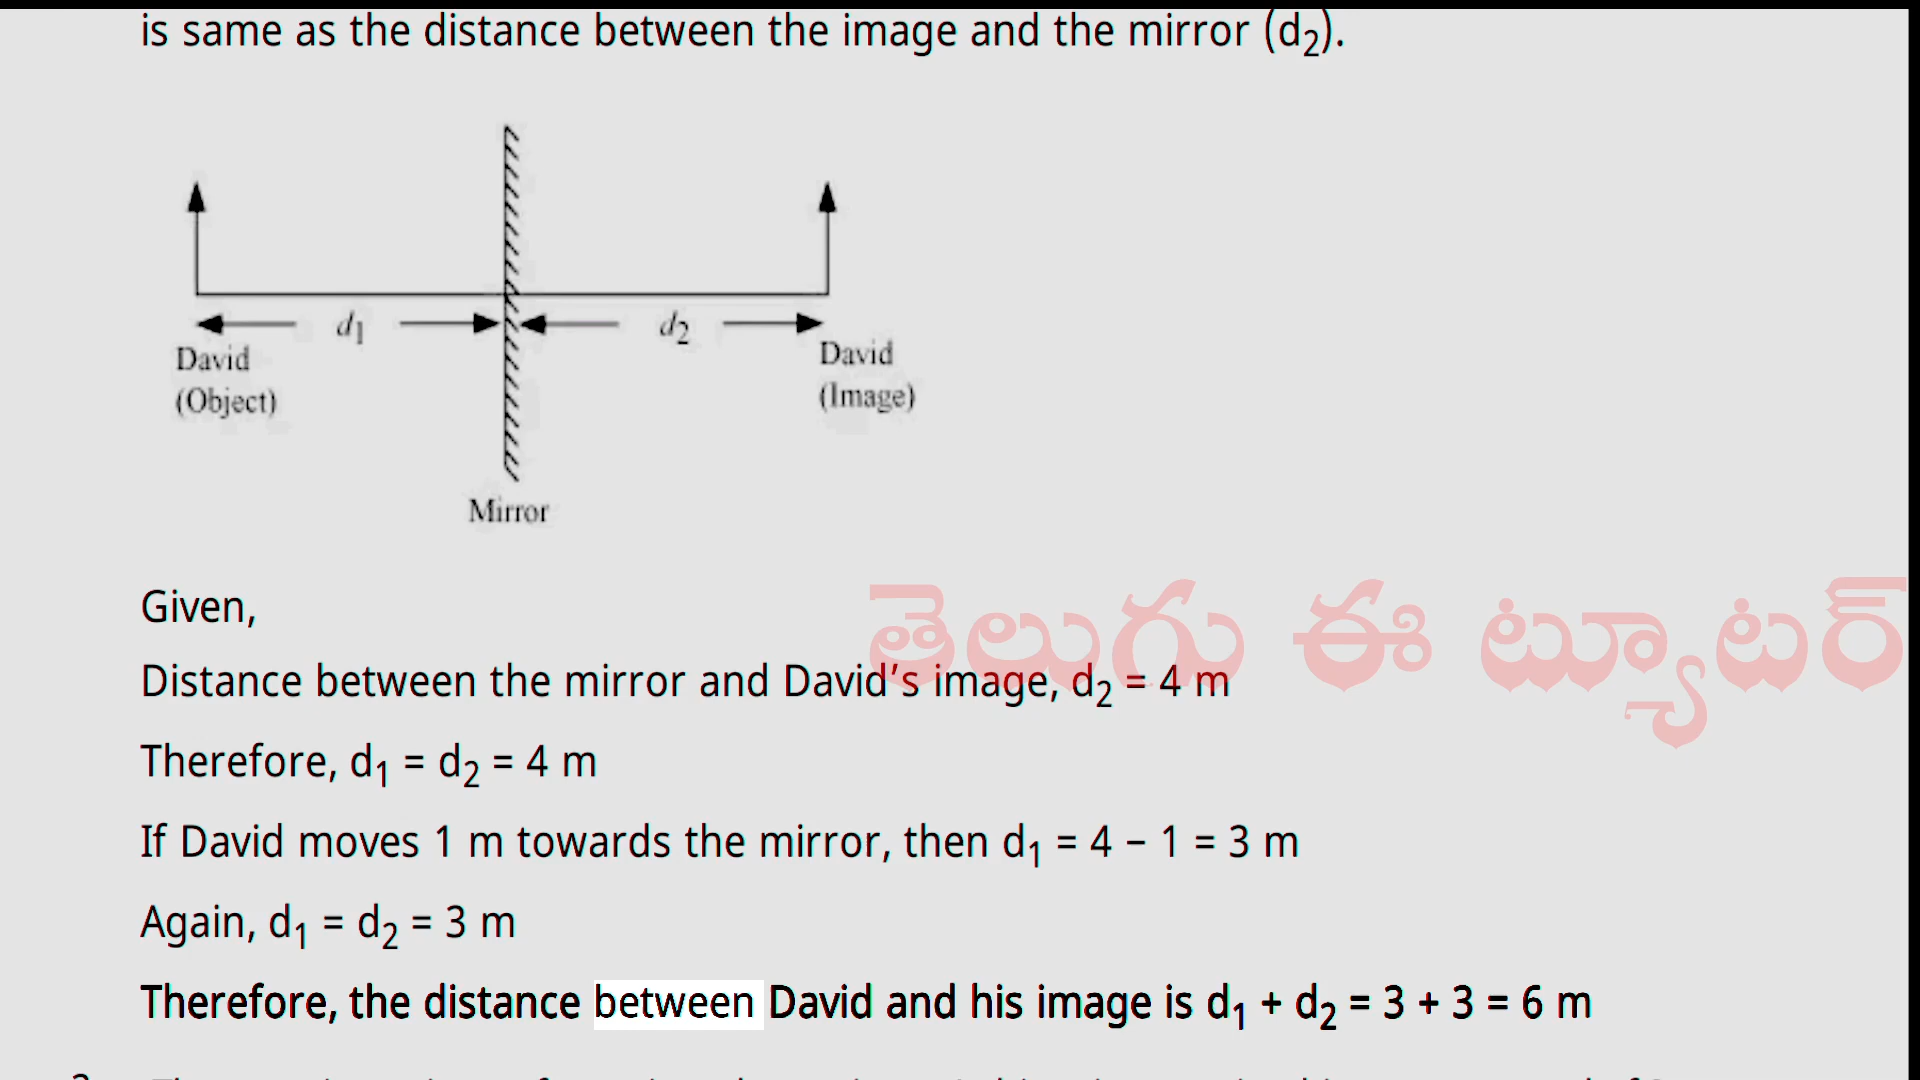 is same as the distance between the image and the mirror (d₂).
d₁ d₂
David
(Object)
David
(Image)
Mirror
తెలుగు ఈ ట్యూటర్
Given,
Distance between the mirror and David’s image, d₂ = 4 m
Therefore, d₁ = d₂ = 4 m
If David moves 1 m towards the mirror, then d₁ = 4 − 1 = 3 m
Again, d₁ = d₂ = 3 m
Therefore, the distance between David and his image is d₁ + d₂ = 3 + 3 = 6 m